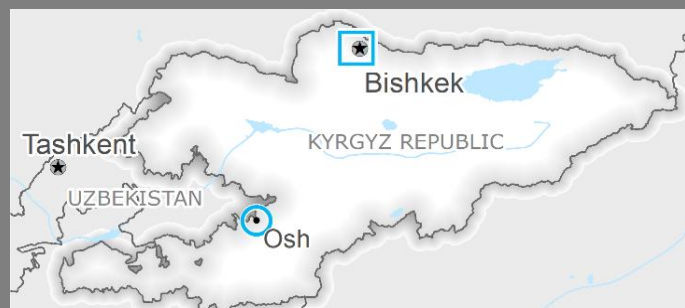 Bishkek
Tashkent
KYRGYZ REPUBLIC
UZBEKISTAN
Osh